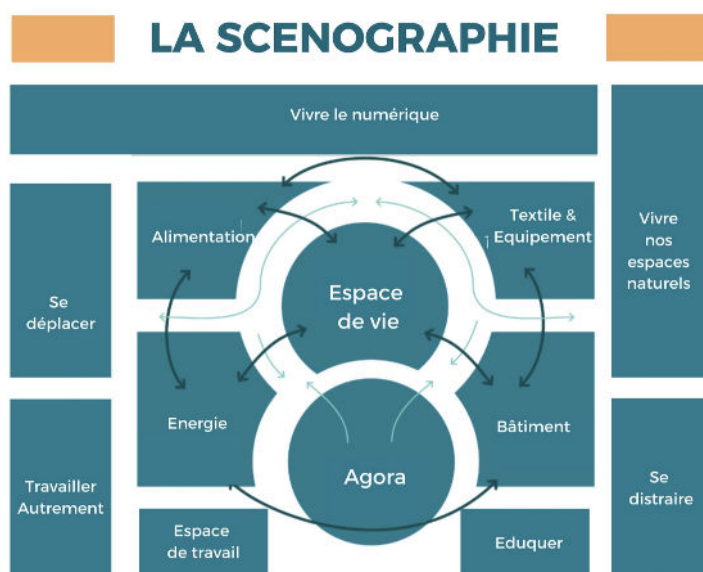 LA SCENOGRAPHIE
Vivre le numérique
Alimentation
Textile &
Equipement
Vivre
nos
espaces
naturels
Se
déplacer
Espace
de vie
Energie
Bâtiment
Travailler
Autrement
Agora
Se
distraire
Espace
de travail
Eduquer